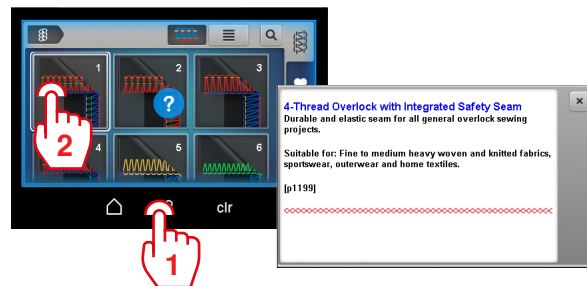 1
2
3
?
4
5
6
2
clr
1
4-Thread Overlock with Integrated Safety Seam
Durable and elastic seam for all general overlock sewing
projects.
Suitable for: Fine to medium heavy woven and knitted fabrics,
sportswear, outerwear and home textiles.
[p1199]
×